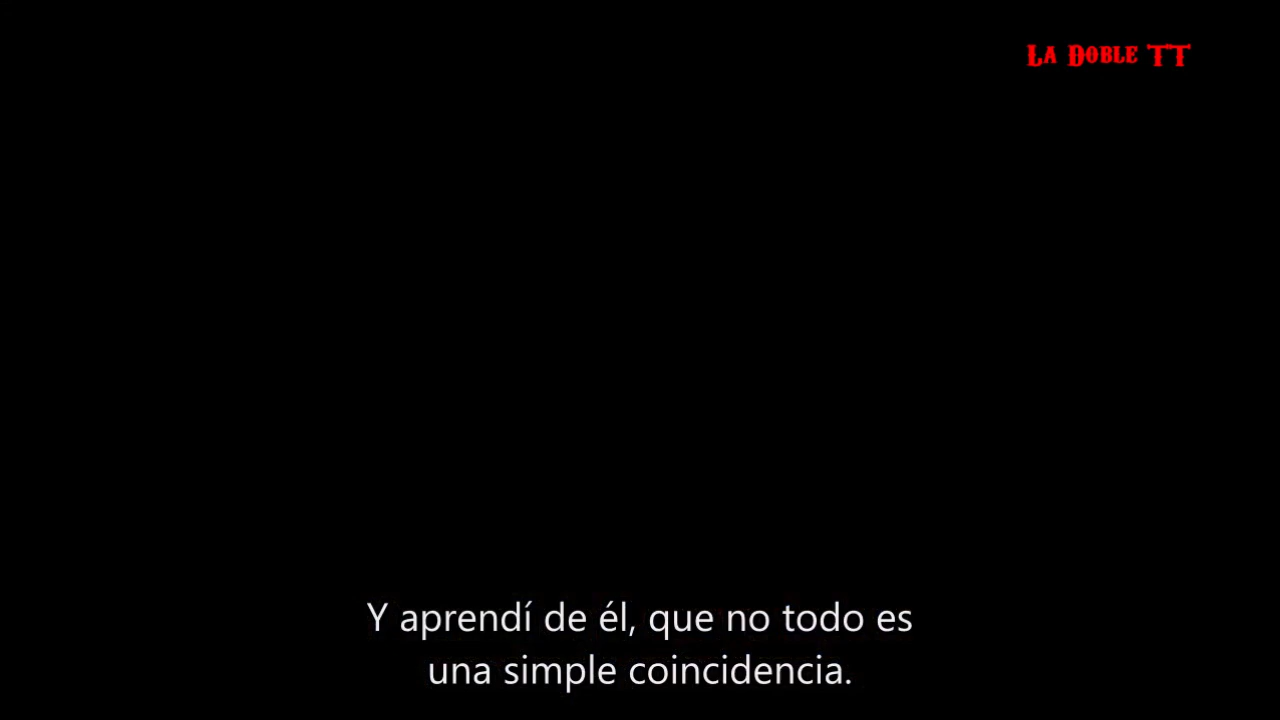 La Doble TT
Y aprendí de él, que no todo es
una simple coincidencia.